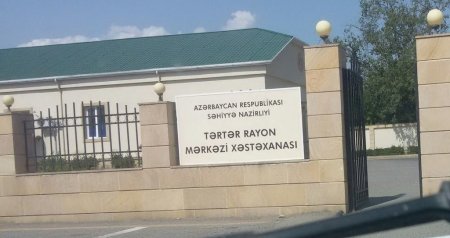 AZƏRBAYCAN RESPUBLİKASI
SƏHİYYƏ NAZİRLİYİ
TƏRTƏR RAYON
MƏRKƏZİ XƏSTƏXANASI